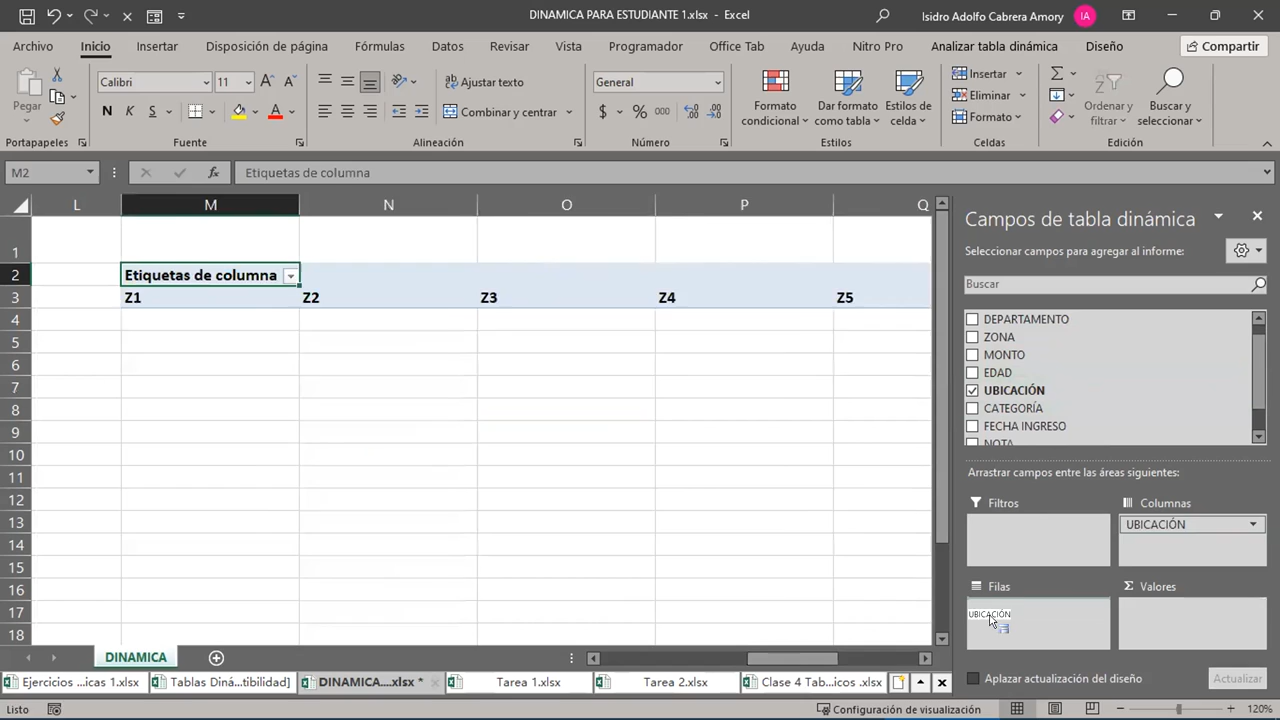 DINAMICA PARA ESTUDIANTE 1.xlsx - Excel
Isidro Adolfo Cabrera Amory
IA
Archivo
Inicio
Insertar
Disposición de página
Fórmulas
Datos
Revisar
Vista
Programador
Office Tab
Ayuda
Nitro Pro
Analizar tabla dinámica
Diseño
Compartir
Pegar
Portapapeles
Calibri
11
N
K
S
Fuente
Ajustar texto
Combinar y centrar
Alineación
General
$
%
000
Número
Formato condicional
Dar formato como tabla
Estilos de celda
Estilos
Insertar
Eliminar
Formato
Celdas
Ordenar y filtrar
Buscar y seleccionar
Edición
M2
fx
Etiquetas de columna
L
M
N
O
P
Q
1
2
Etiquetas de columna
3
Z1
Z2
Z3
Z4
Z5
4
5
6
7
8
9
10
11
12
13
14
15
16
17
18
Campos de tabla dinámica
Seleccionar campos para agregar al informe:
Buscar
DEPARTAMENTO
ZONA
MONTO
EDAD
UBICACIÓN
CATEGORÍA
FECHA INGRESO
NOTA
Arrastrar campos entre las áreas siguientes:
Filtros
Columnas
UBICACIÓN
Filas
Valores
UBICACIÓN
Aplazar actualización del diseño
Actualizar
DINAMICA
Ejercicios ...icas 1.xlsx
Tablas Diná...tibilidad]
DINAMICA....xlsx *
Tarea 1.xlsx
Tarea 2.xlsx
Clase 4 Tab...icos .xlsx
Listo
Configuración de visualización
120%